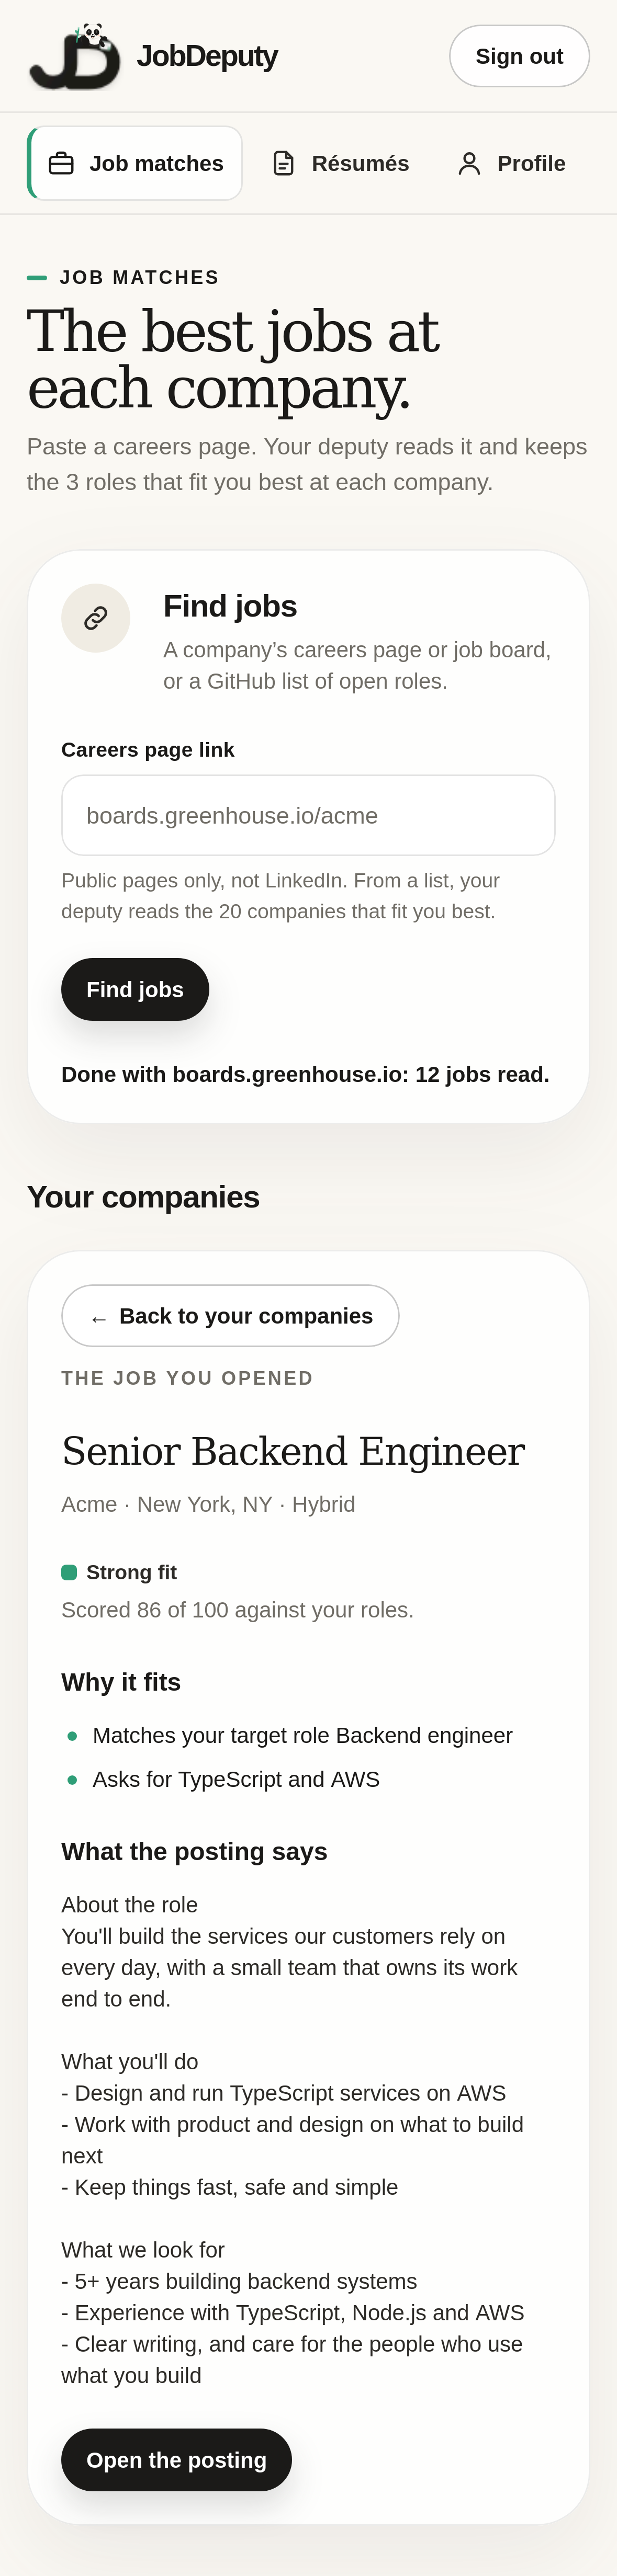 JD
JobDeputy
Sign out
Job matches
Résumés
Profile
JOB MATCHES
The best jobs at
each company.
Paste a careers page. Your deputy reads it and keeps
the 3 roles that fit you best at each company.
Find jobs
A company’s careers page or job board,
or a GitHub list of open roles.
Careers page link
boards.greenhouse.io/acme
Public pages only, not LinkedIn. From a list, your
deputy reads the 20 companies that fit you best.
Find jobs
Done with boards.greenhouse.io: 12 jobs read.
Your companies
← Back to your companies
THE JOB YOU OPENED
Senior Backend Engineer
Acme · New York, NY · Hybrid
Strong fit
Scored 86 of 100 against your roles.
Why it fits
Matches your target role Backend engineer
Asks for TypeScript and AWS
What the posting says
About the role
You'll build the services our customers rely on
every day, with a small team that owns its work
end to end.
What you'll do
- Design and run TypeScript services on AWS
- Work with product and design on what to build
next
- Keep things fast, safe and simple
What we look for
- 5+ years building backend systems
- Experience with TypeScript, Node.js and AWS
- Clear writing, and care for the people who use
what you build
Open the posting